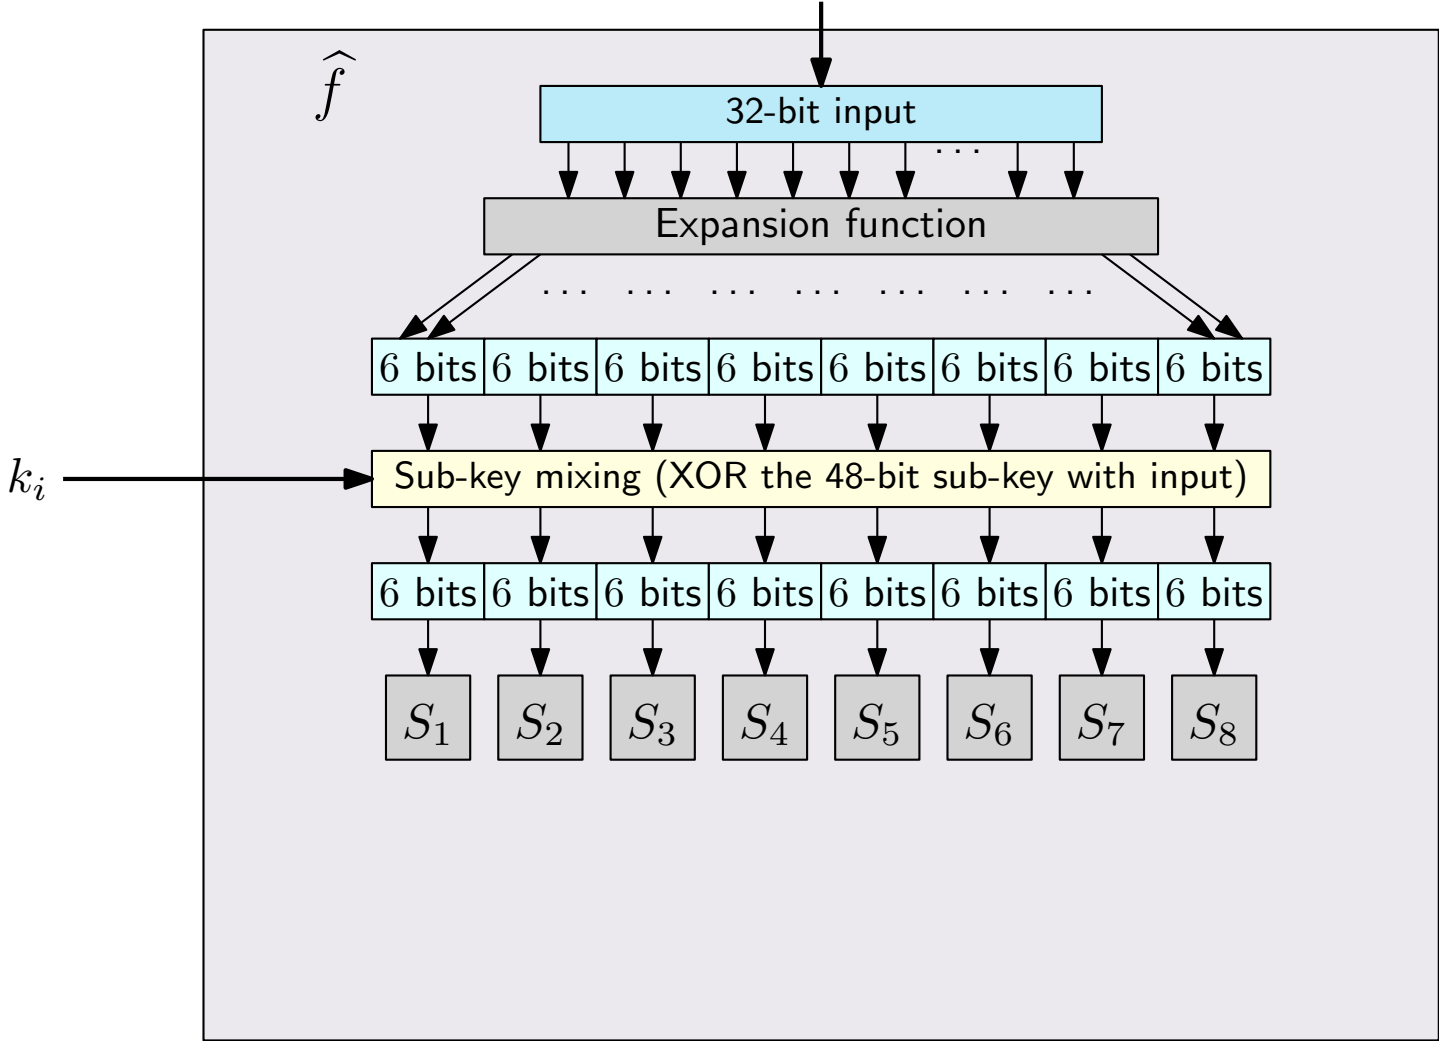 f̂
32-bit input
...
Expansion function
... ... ... ... ... ... ...
6 bits 6 bits 6 bits 6 bits 6 bits 6 bits 6 bits 6 bits
k_i Sub-key mixing (XOR the 48-bit sub-key with input)
6 bits 6 bits 6 bits 6 bits 6 bits 6 bits 6 bits 6 bits
S_1 S_2 S_3 S_4 S_5 S_6 S_7 S_8